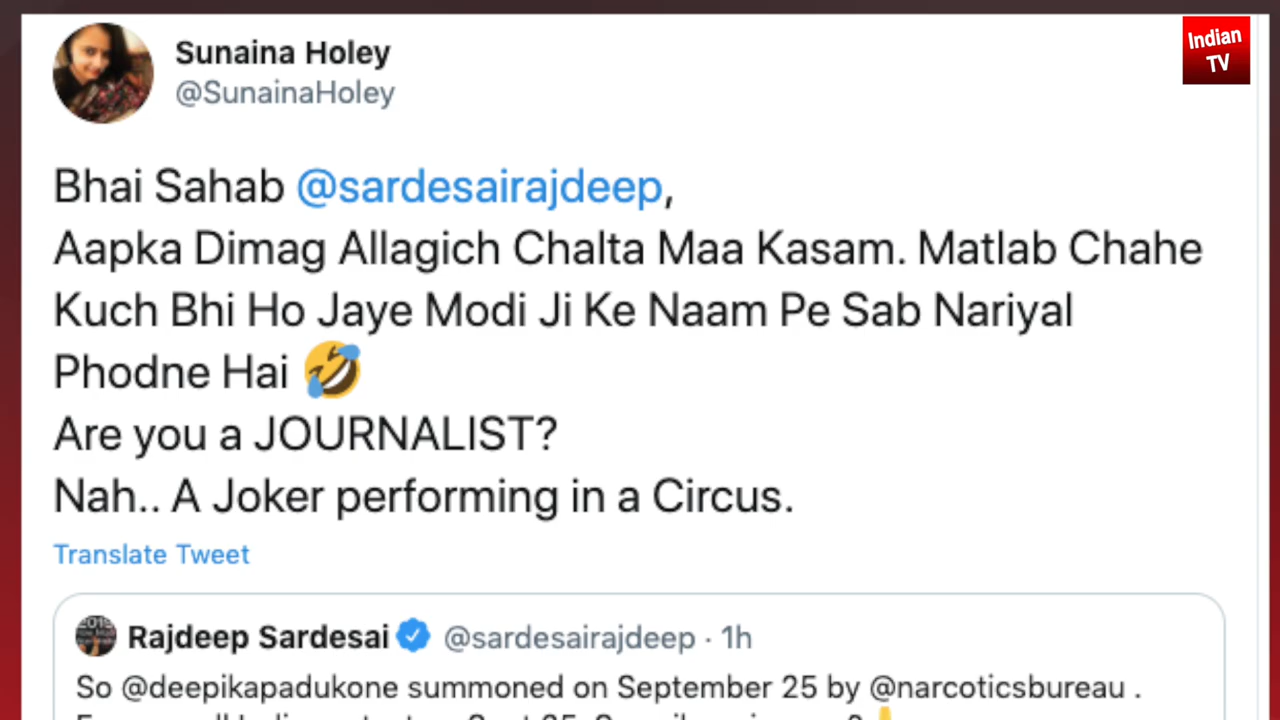 Sunaina Holey
@SunainaHoley
Indian
TV
Bhai Sahab @sardesairajdeep,
Aapka Dimag Allagich Chalta Maa Kasam. Matlab Chahe
Kuch Bhi Ho Jaye Modi Ji Ke Naam Pe Sab Nariyal
Phodne Hai 🤣
Are you a JOURNALIST?
Nah.. A Joker performing in a Circus.
Translate Tweet
Rajdeep Sardesai @sardesairajdeep · 1h
So @deepikapadukone summoned on September 25 by @narcoticsbureau .